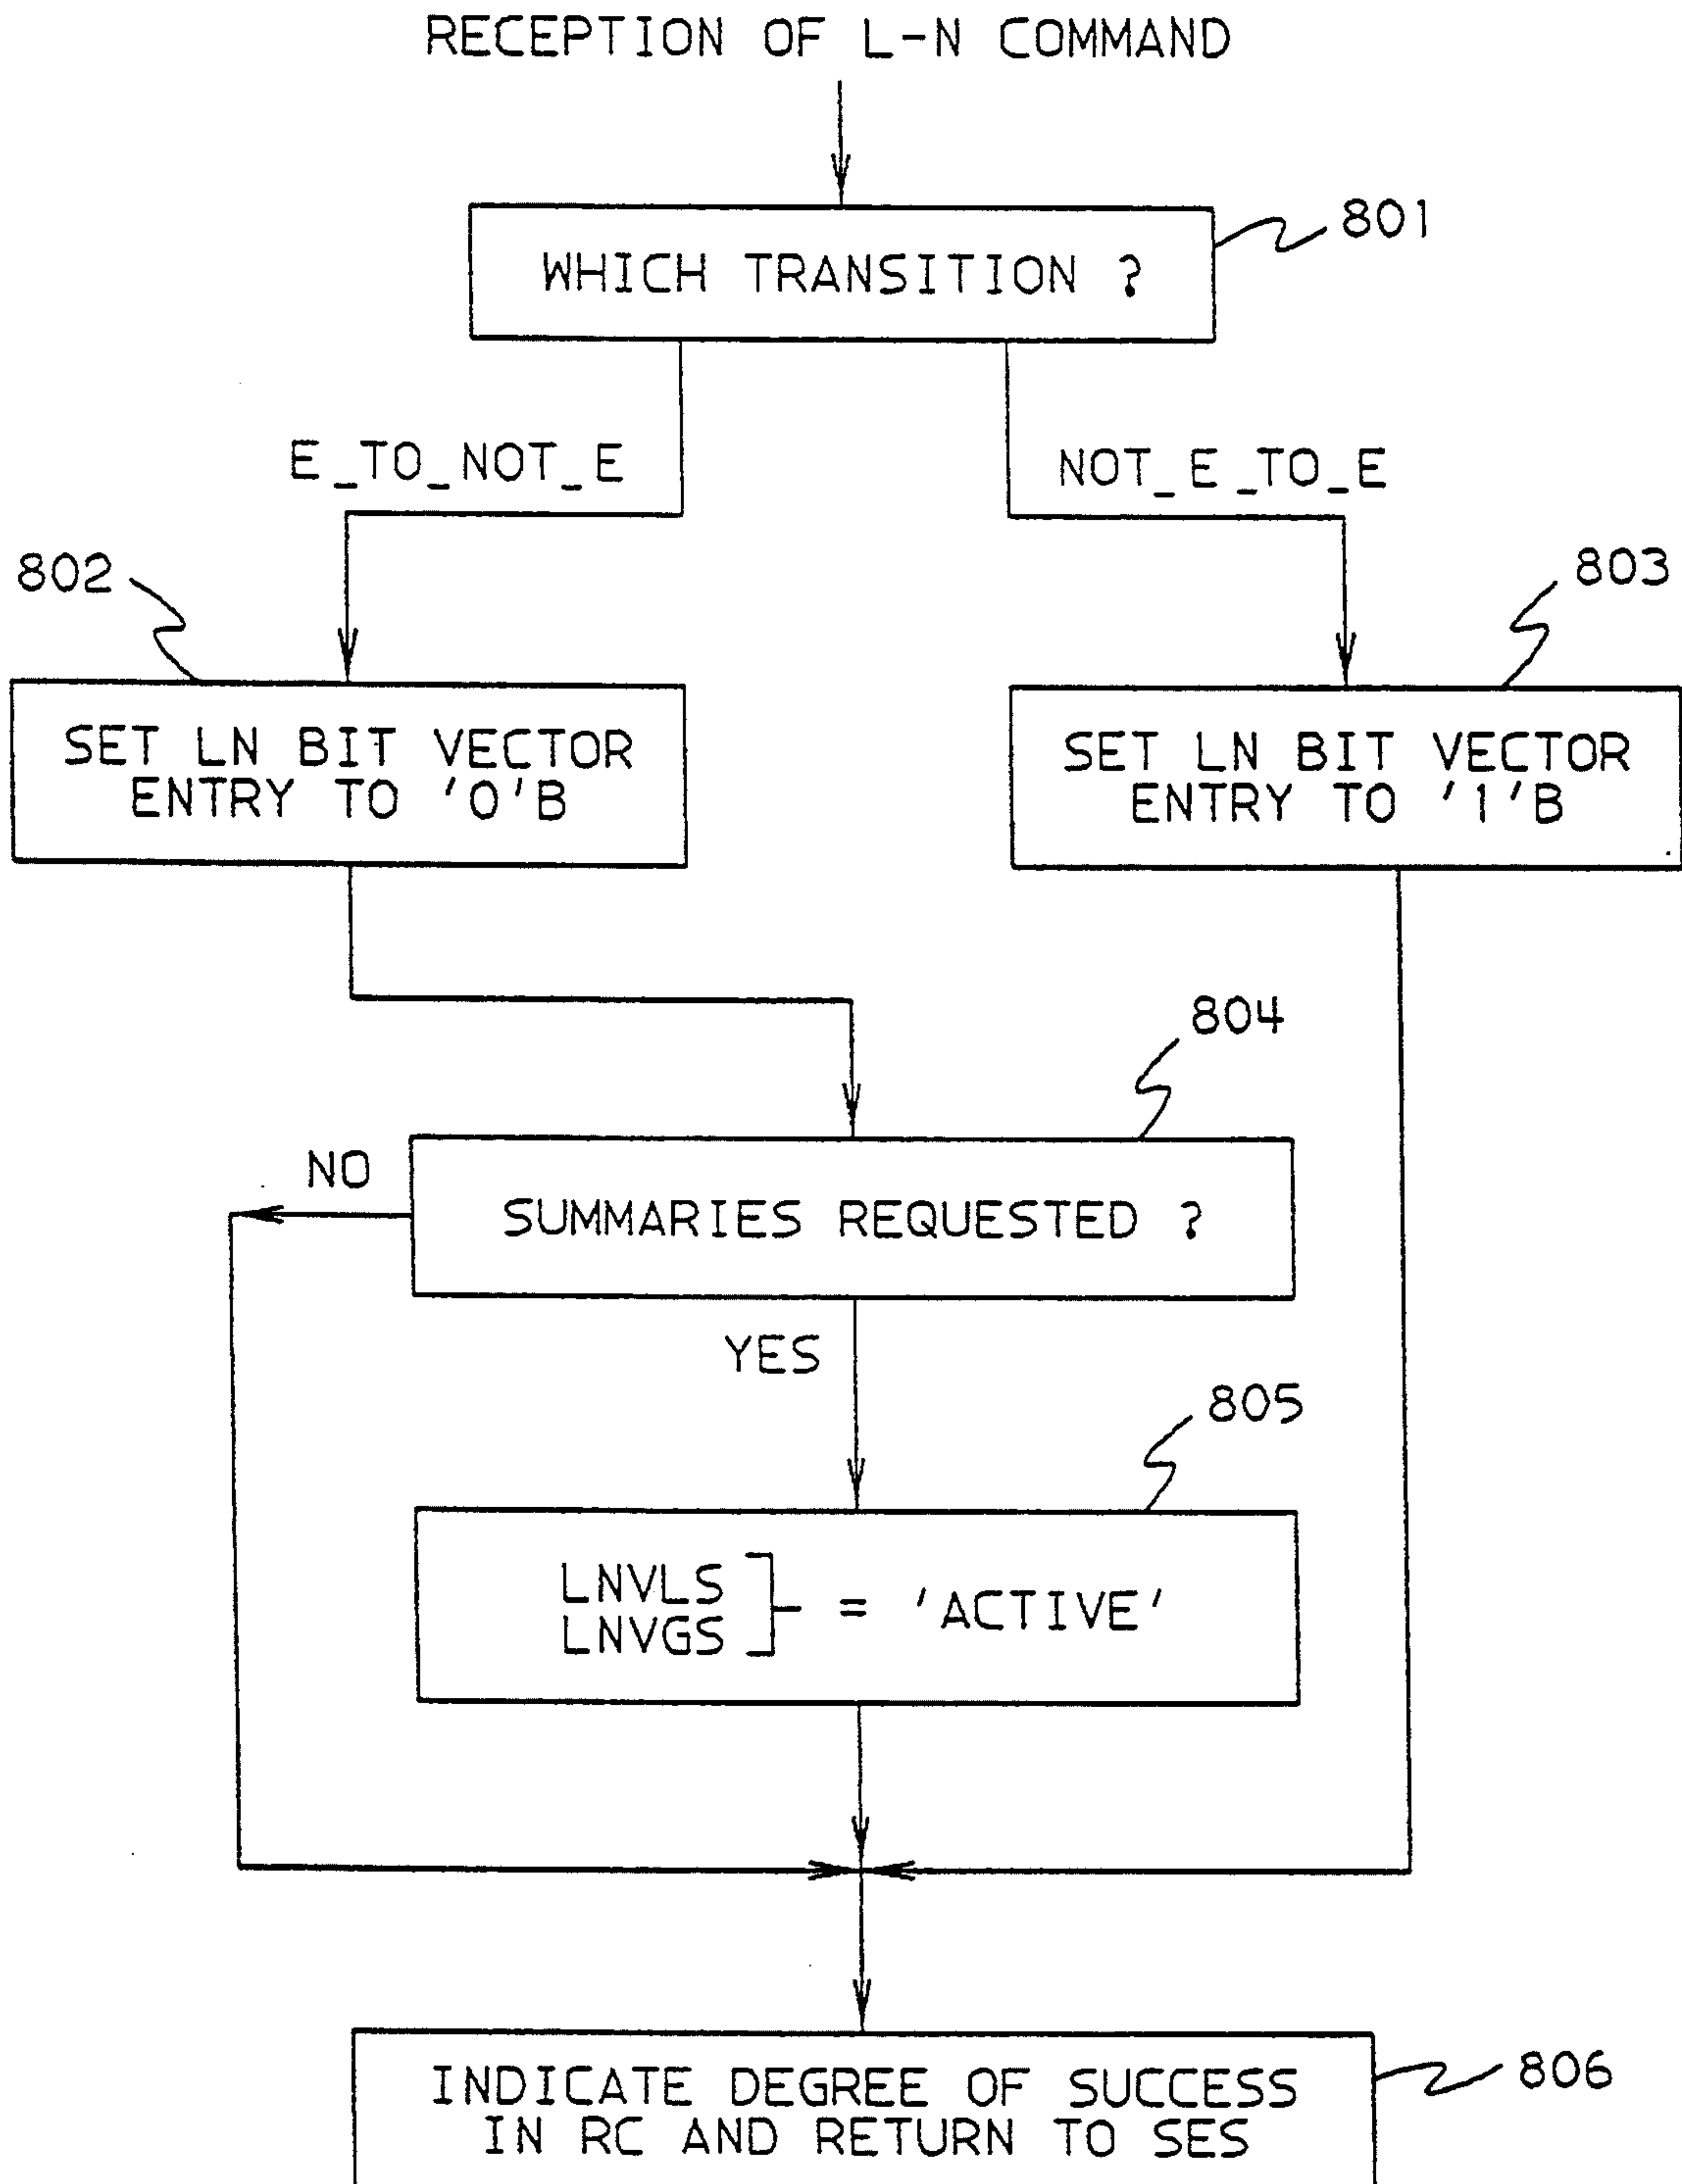 RECEPTION OF L-N COMMAND
801
WHICH TRANSITION ?
E_TO_NOT_E
NOT_E_TO_E
802
803
SET LN BIT VECTOR
ENTRY TO '0'B
SET LN BIT VECTOR
ENTRY TO '1'B
804
NO
SUMMARIES REQUESTED ?
YES
805
LNVLS
LNVGS
= 'ACTIVE'
806
INDICATE DEGREE OF SUCCESS
IN RC AND RETURN TO SES